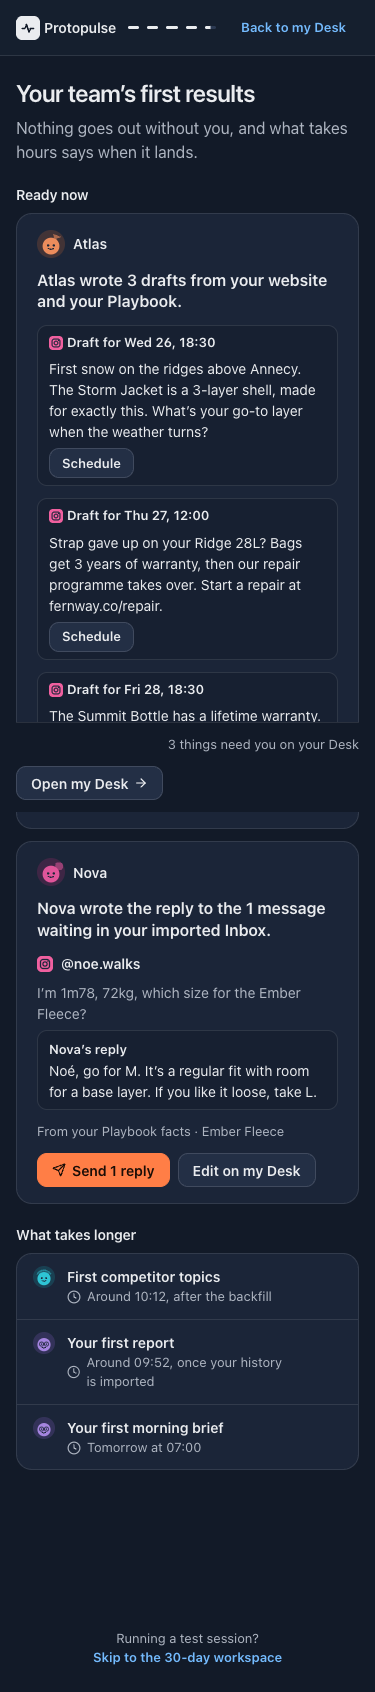 Protopulse
Back to my Desk
Your team's first results
Nothing goes out without you, and what takes
hours says when it lands.
Ready now
Atlas
Atlas wrote 3 drafts from your website
and your Playbook.
Draft for Wed 26, 18:30
First snow on the ridges above Annecy.
The Storm Jacket is a 3-layer shell, made
for exactly this. What's your go-to layer
when the weather turns?
Schedule
Draft for Thu 27, 12:00
Strap gave up on your Ridge 28L? Bags
get 3 years of warranty, then our repair
programme takes over. Start a repair at
fernway.co/repair.
Schedule
Draft for Fri 28, 18:30
The Summit Bottle has a lifetime warranty.
3 things need you on your Desk
Open my Desk →
Nova
Nova wrote the reply to the 1 message
waiting in your imported Inbox.
@noe.walks
I'm 1m78, 72kg, which size for the Ember
Fleece?
Nova's reply
Noé, go for M. It's a regular fit with room
for a base layer. If you like it loose, take L.
From your Playbook facts · Ember Fleece
Send 1 reply
Edit on my Desk
What takes longer
First competitor topics
Around 10:12, after the backfill
Your first report
Around 09:52, once your history
is imported
Your first morning brief
Tomorrow at 07:00
Running a test session?
Skip to the 30-day workspace